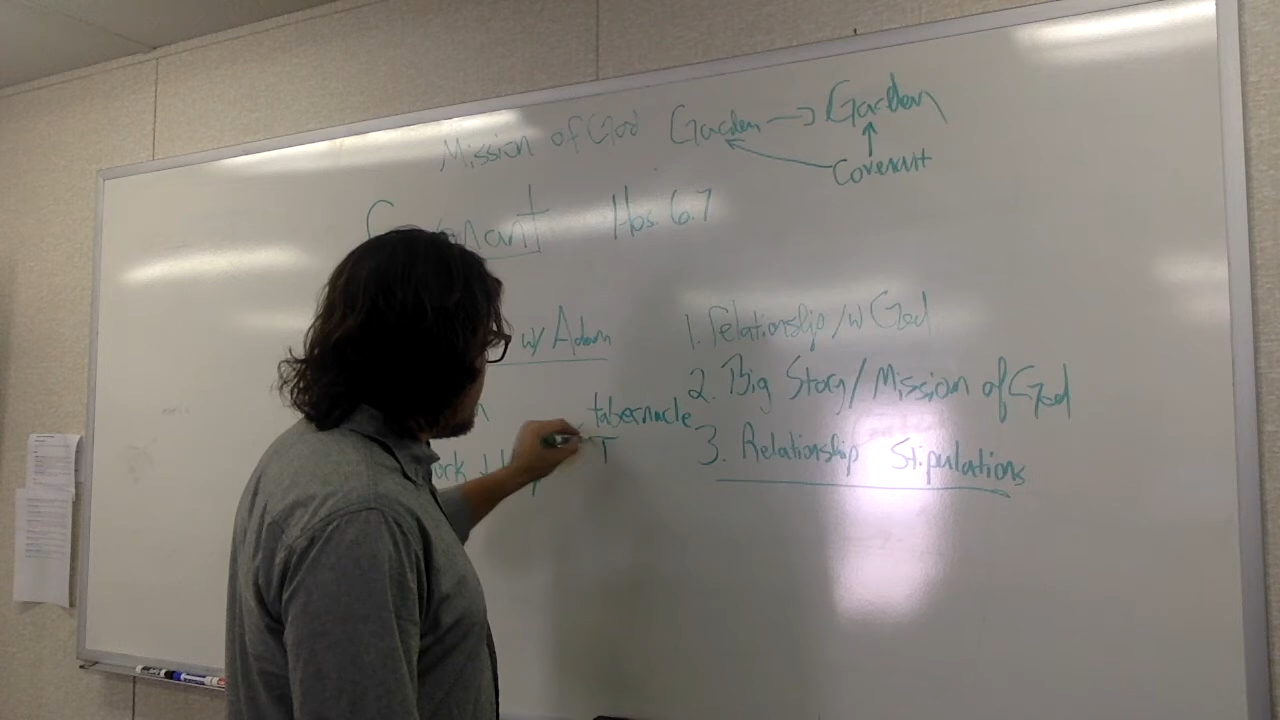 Mission of God Garden → Garden
Covenant
Hos. 6.7
w/ Adam
1. Relationship /w God
2. Big Story / Mission of God
tabernacle
3. Relationship Stipulations
T